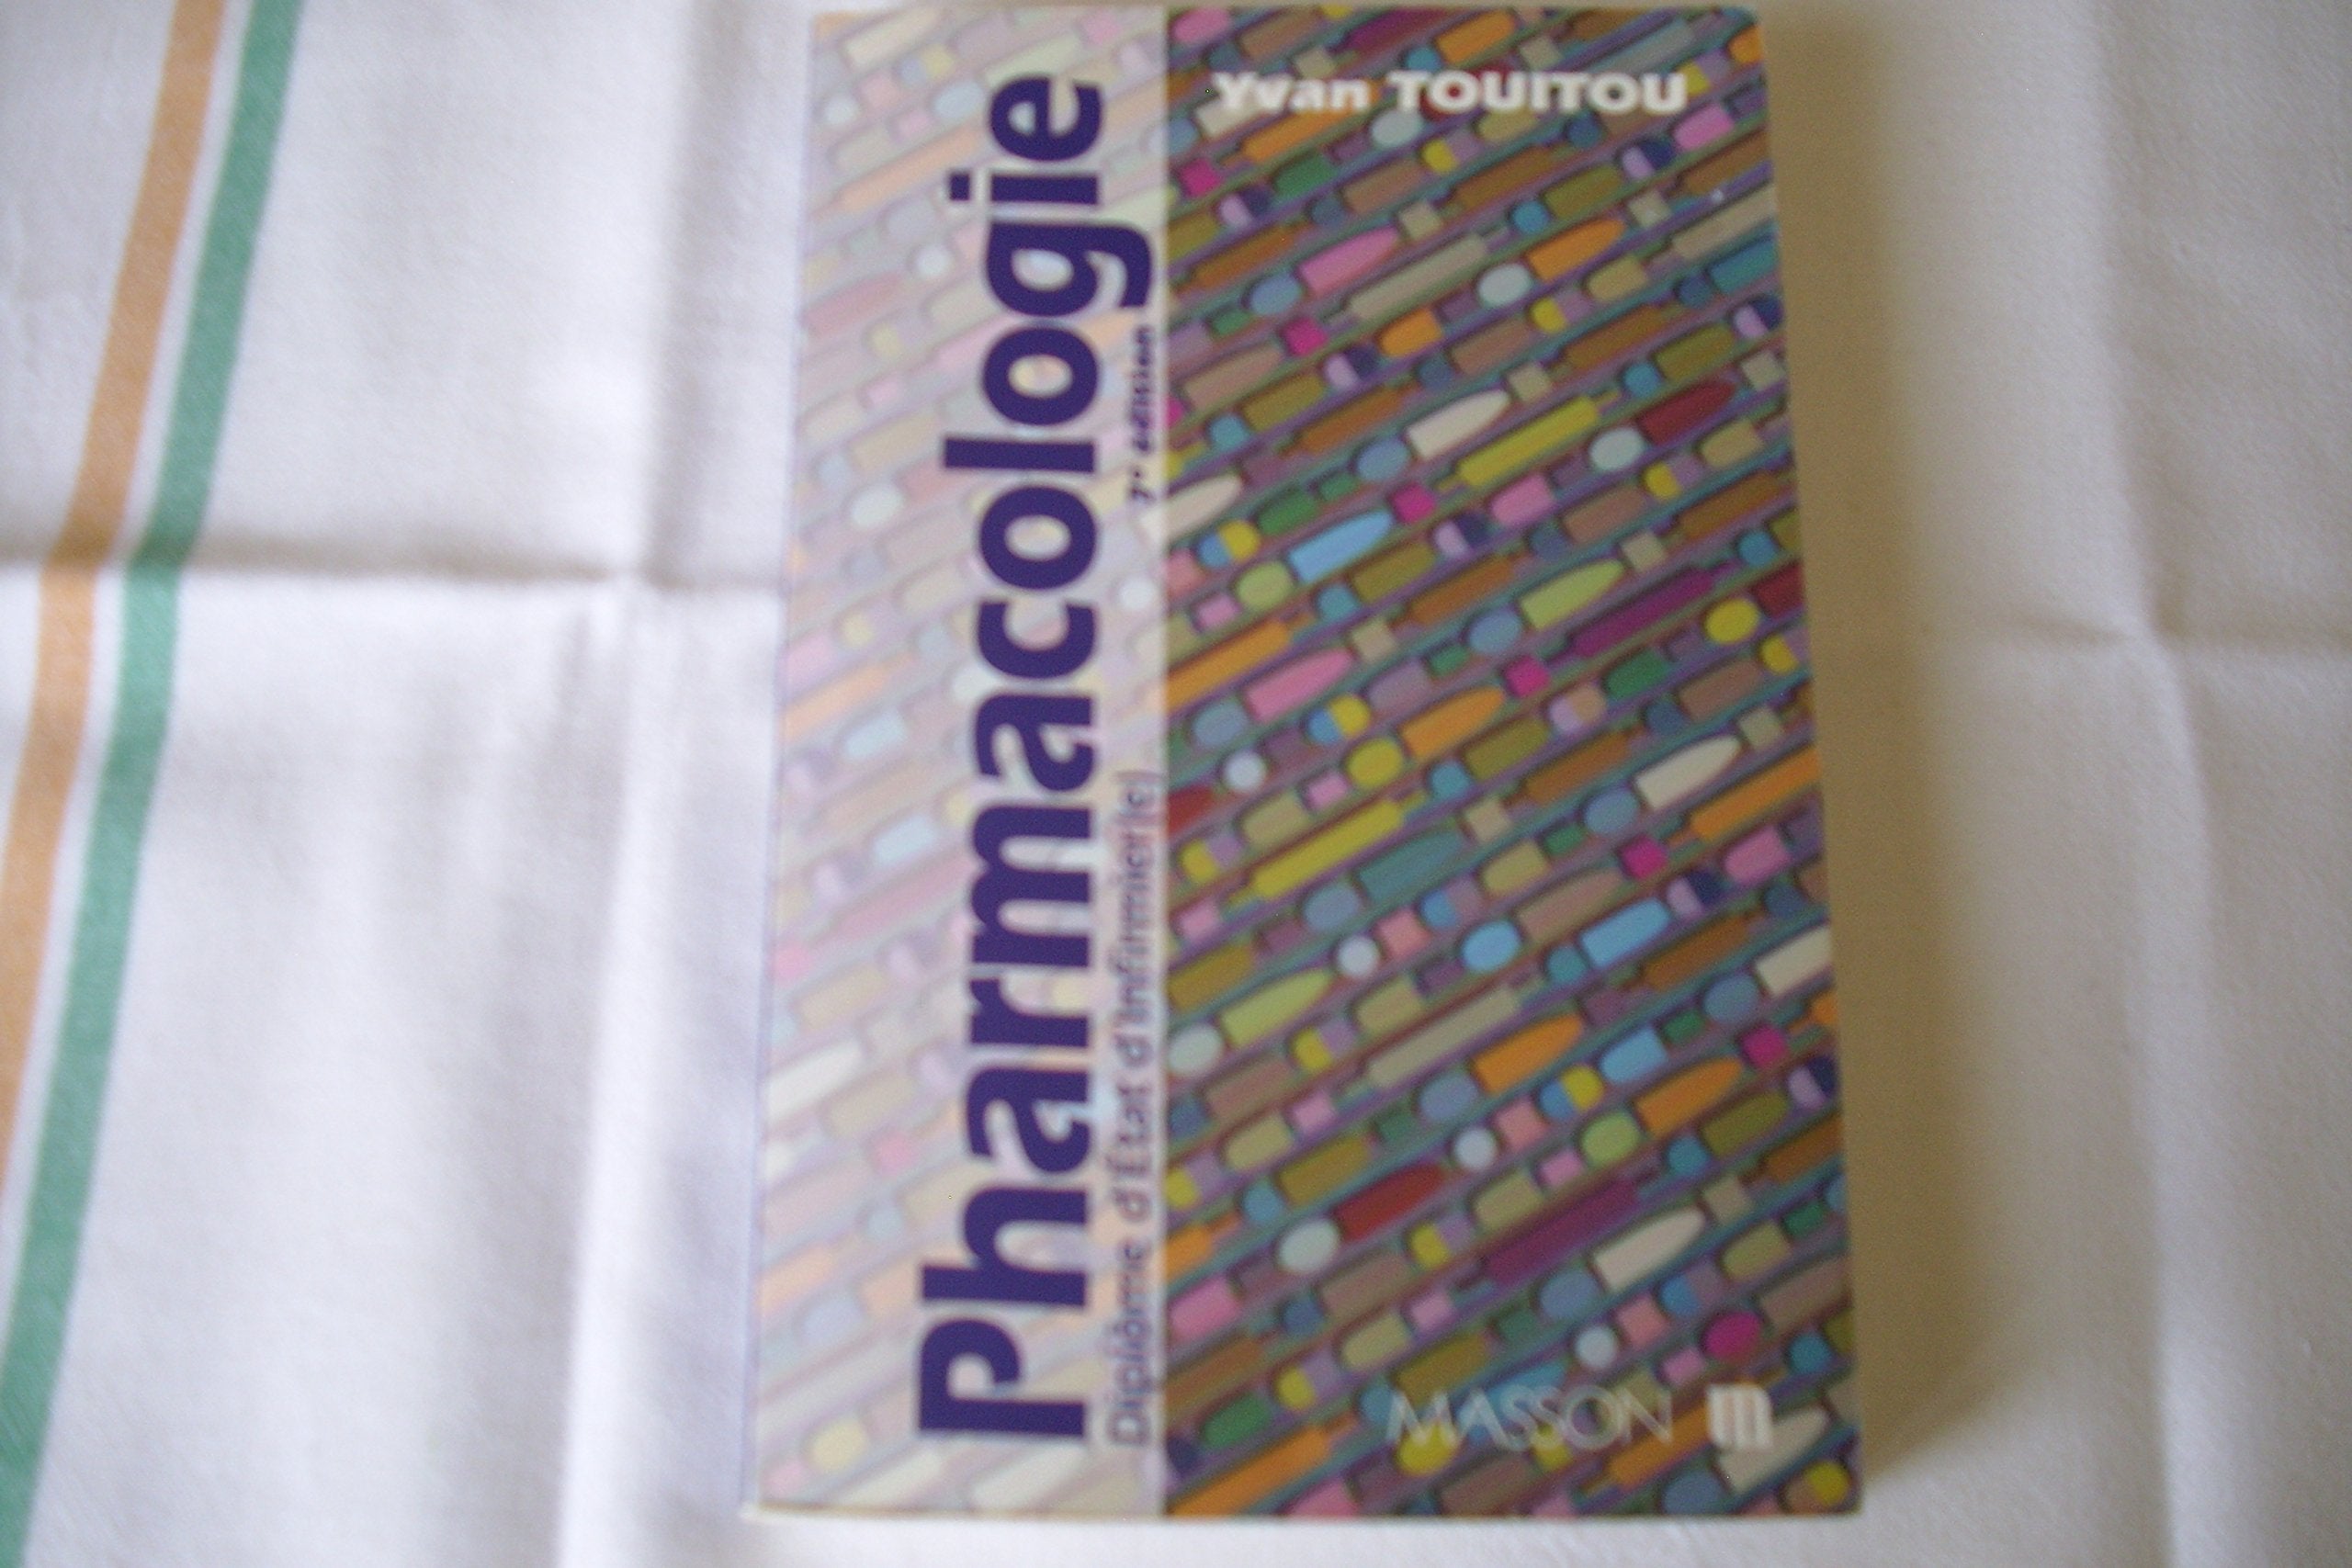 Yvan TOUITOU
Pharmacologie
7e édition
Diplôme d'État d'Infirmier(e)
MASSON m